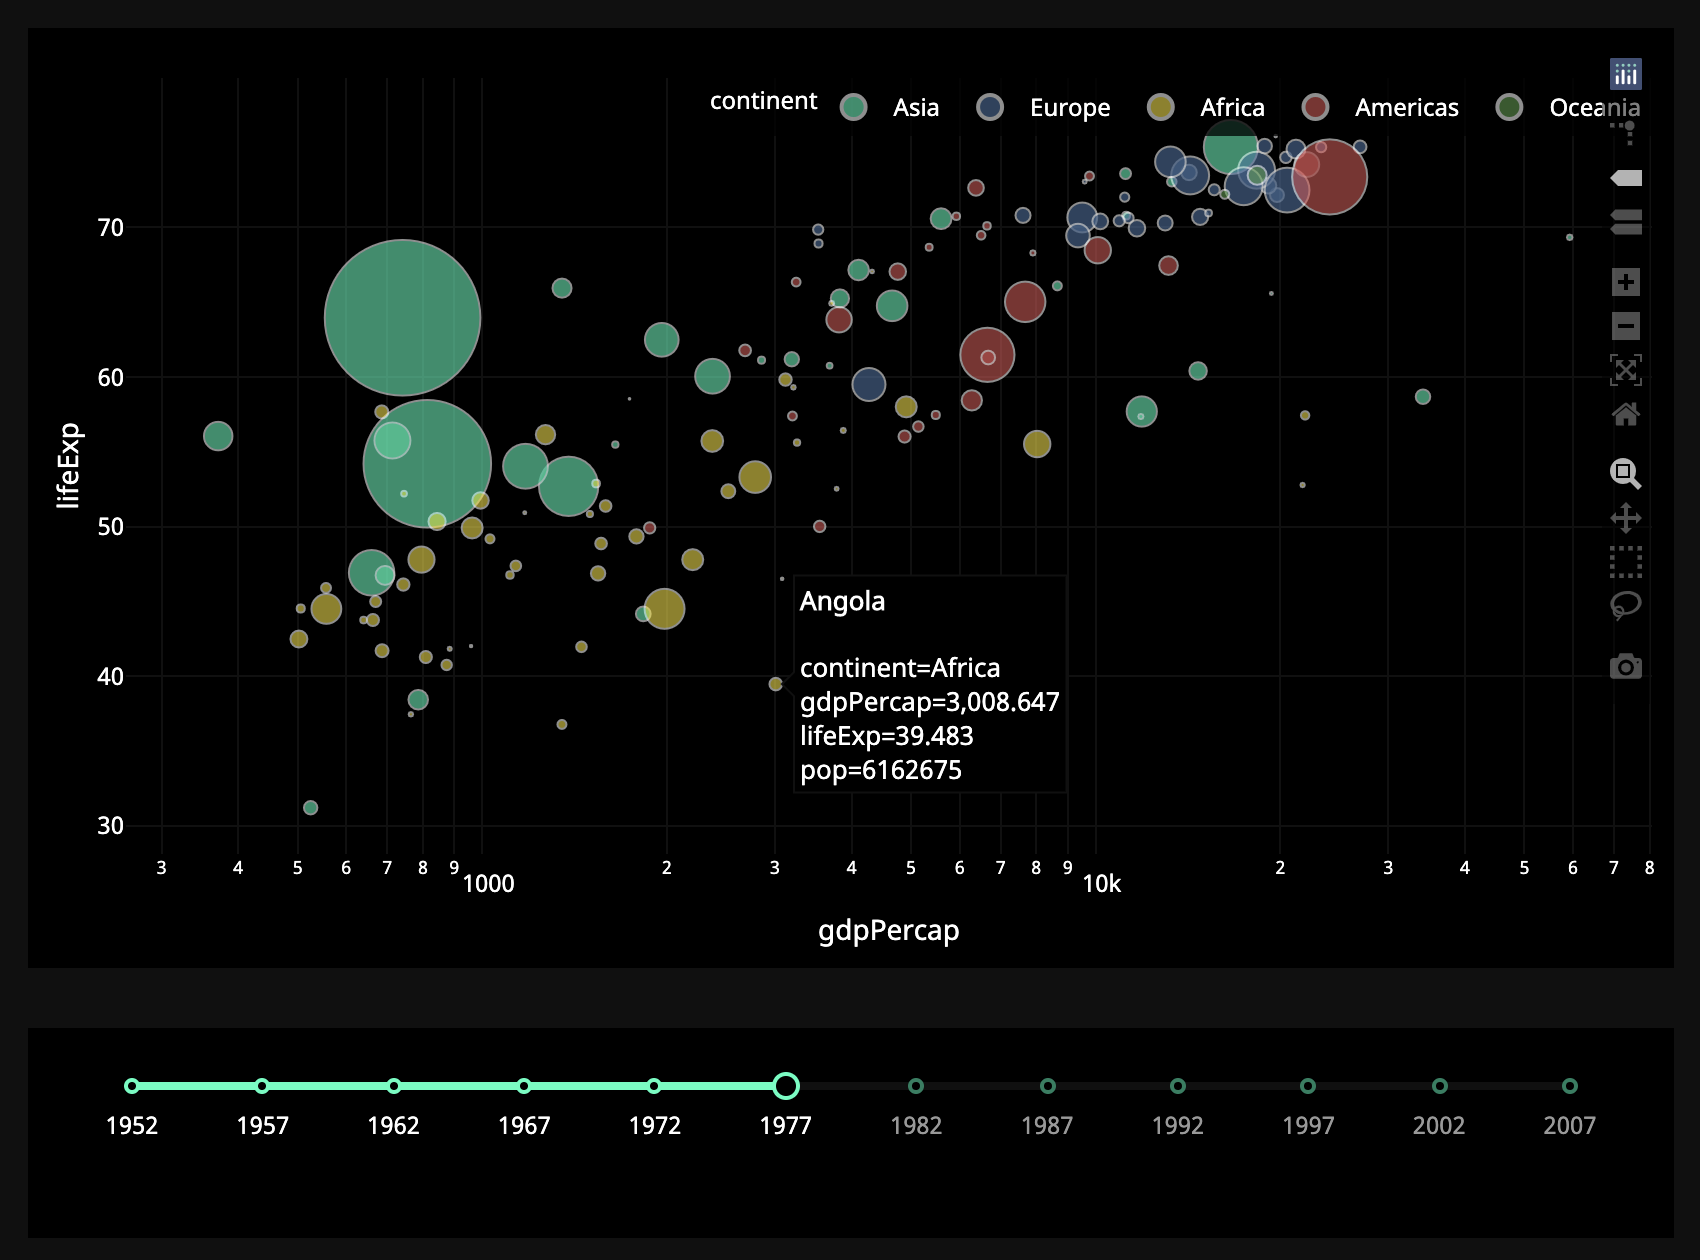 continent Asia Europe Africa Americas Oceania
70
60
50
40
30
lifeExp
Angola
continent=Africa
gdpPercap=3,008.647
lifeExp=39.483
pop=6162675
3 4 5 6 7 8 9 1000 2 3 4 5 6 7 8 9 10k 2 3 4 5 6 7 8
gdpPercap
1952 1957 1962 1967 1972 1977 1982 1987 1992 1997 2002 2007